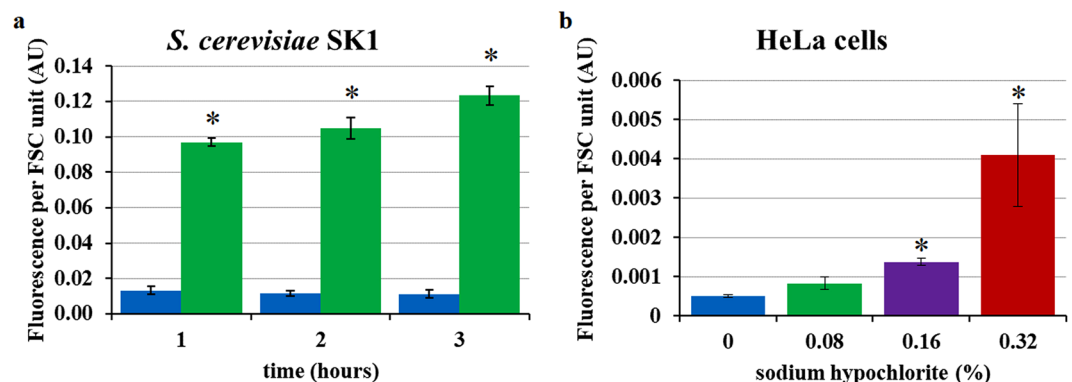 a
S. cerevisiae SK1
Fluorescence per FSC unit (AU)
0.14
0.12
0.10
0.08
0.06
0.04
0.02
0.00
*
*
*
1 2 3
time (hours)
b
HeLa cells
Fluorescence per FSC unit (AU)
0.006
0.005
0.004
0.003
0.002
0.001
0
*
*
0 0.08 0.16 0.32
sodium hypochlorite (%)